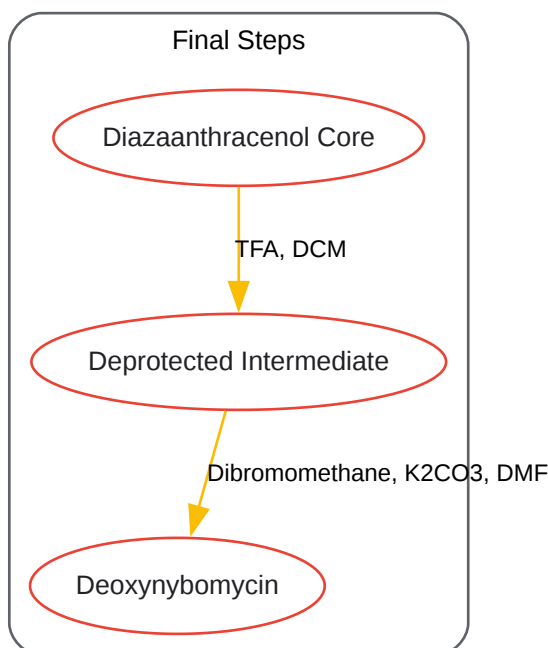 Final Steps
Diazaanthracenol Core
TFA, DCM
Deprotected Intermediate
Dibromomethane, K2CO3, DMF
Deoxynybomycin